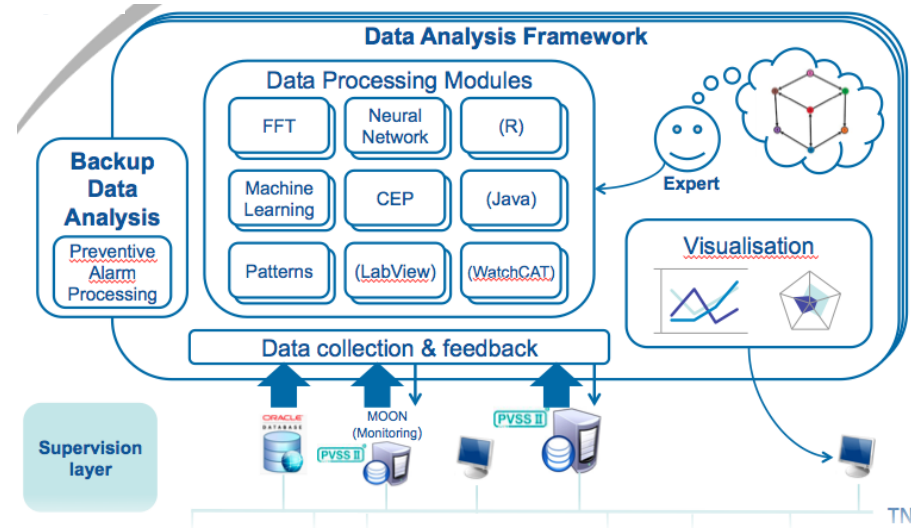 Data Analysis Framework
Data Processing Modules
FFT
Neural
Network
(R)
Machine
Learning
CEP
(Java)
Patterns
(LabView)
(WatchCAT)
Expert
Backup
Data
Analysis
Preventive
Alarm
Processing
Visualisation
Data collection & feedback
Supervision
layer
ORACLE
DATABASE
MOON
(Monitoring)
PVSS II
PVSS II
TN